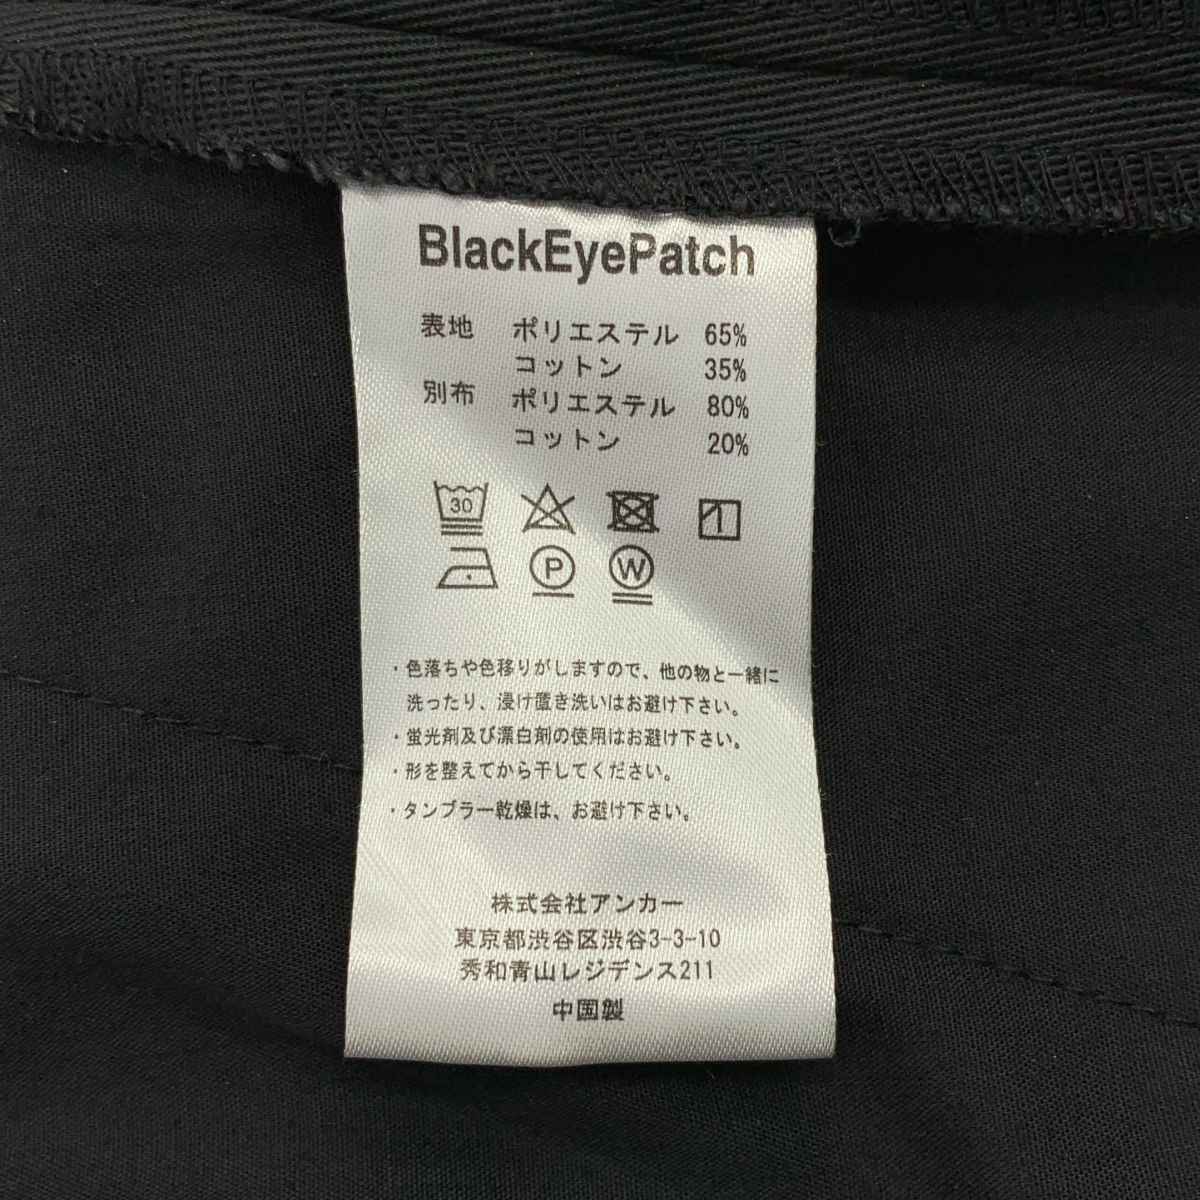 BlackEyePatch
表地 ポリエステル 65%
コットン 35%
別布 ポリエステル 80%
コットン 20%
30
P W
・色落ちや色移りがしますので、他の物と一緒に
洗ったり、浸け置き洗いはお避け下さい。
・蛍光剤及び漂白剤の使用はお避け下さい。
・形を整えてから干してください。
・タンブラー乾燥は、お避け下さい。
株式会社アンカー
東京都渋谷区渋谷3-3-10
秀和青山レジデンス211
中国製